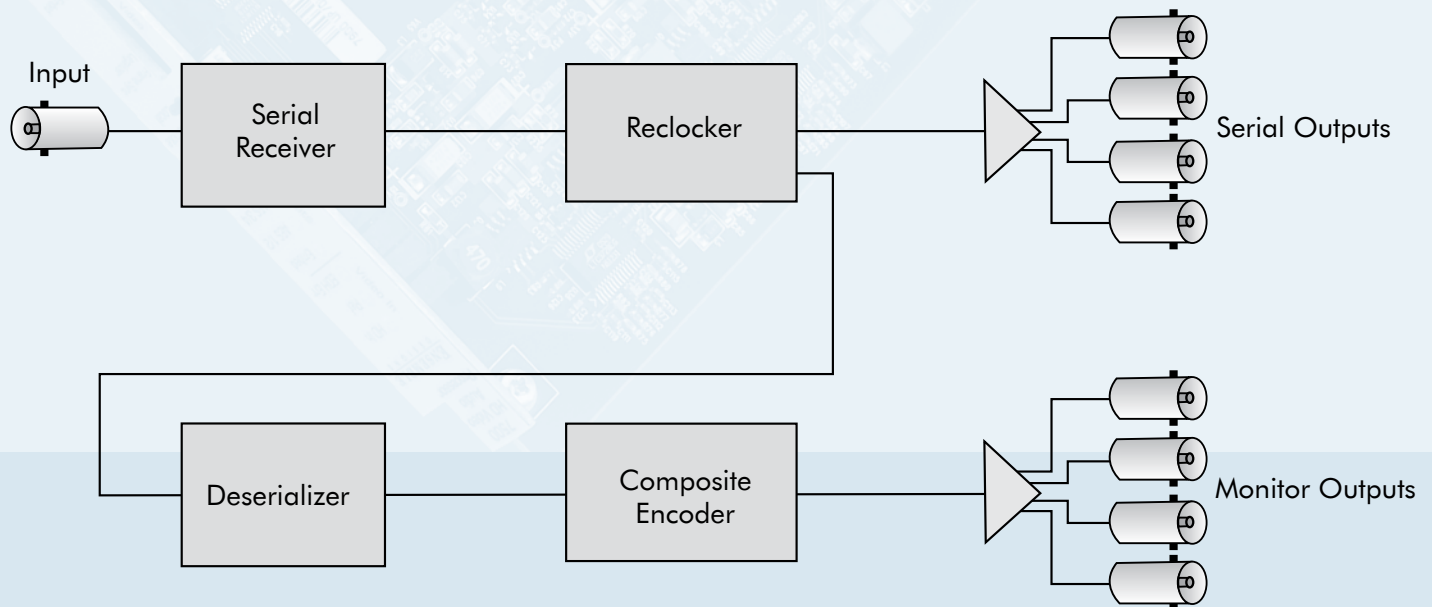 Input
Serial
Receiver
Reclocker
Serial Outputs
Deserializer
Composite
Encoder
Monitor Outputs